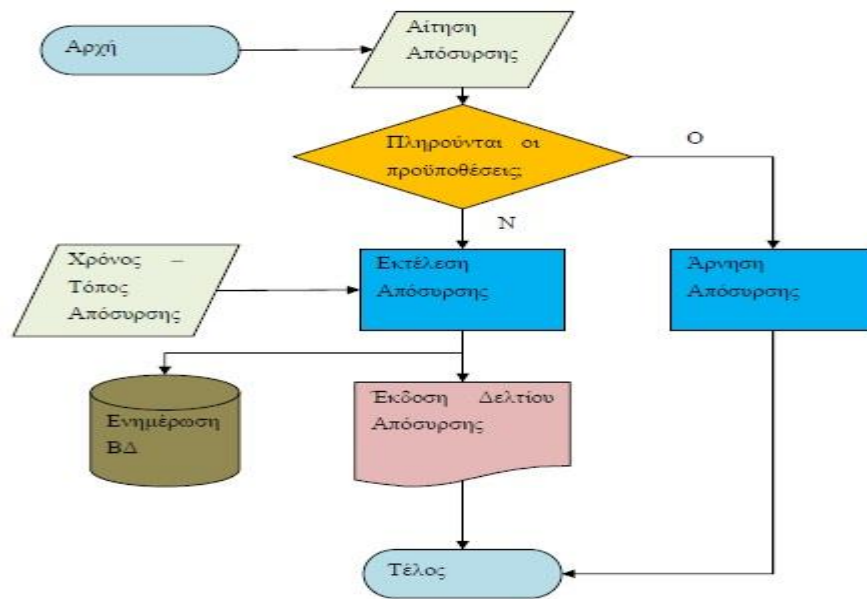 Αρχή
Αίτηση
Απόσυρσης
Πληρούνται οι
προϋποθέσεις;
Ο
Ν
Χρόνος –
Τόπος
Απόσυρσης
Εκτέλεση
Απόσυρσης
Άρνηση
Απόσυρσης
Ενημέρωση
ΒΔ
Έκδοση Δελτίου
Απόσυρσης
Τέλος